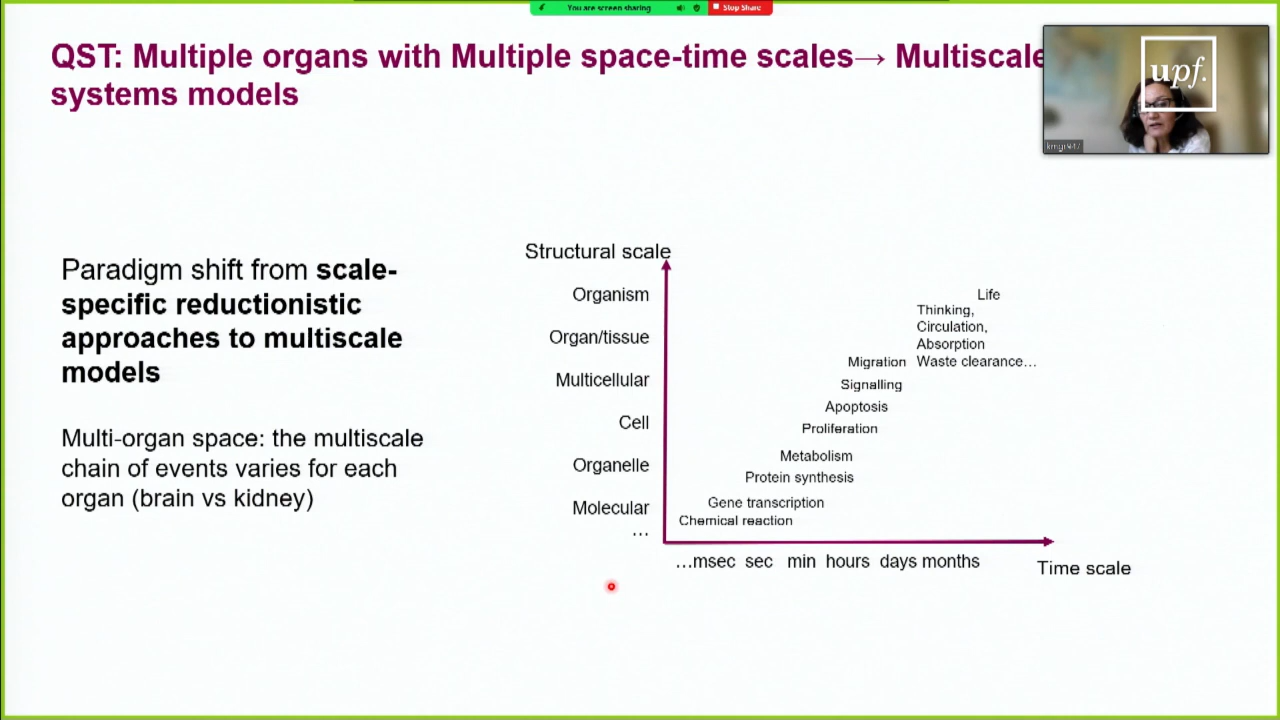 You are screen sharing
Stop Share
QST: Multiple organs with Multiple space-time scales→ Multiscale
systems models
upf.
Paradigm shift from scale-
specific reductionistic
approaches to multiscale
models
Multi-organ space: the multiscale
chain of events varies for each
organ (brain vs kidney)
Structural scale
Organism
Organ/tissue
Multicellular
Cell
Organelle
Molecular
…
Life
Thinking,
Circulation,
Absorption
Migration Waste clearance…
Signalling
Apoptosis
Proliferation
Metabolism
Protein synthesis
Gene transcription
Chemical reaction
…msec sec min hours days months
Time scale